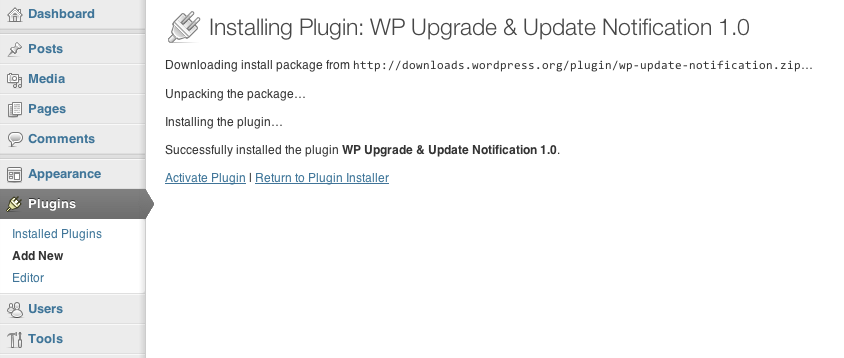 Dashboard
Posts
Media
Pages
Comments
Appearance
Plugins
Installed Plugins
Add New
Editor
Users
Tools
Installing Plugin: WP Upgrade & Update Notification 1.0
Downloading install package from http://downloads.wordpress.org/plugin/wp-update-notification.zip…
Unpacking the package…
Installing the plugin…
Successfully installed the plugin WP Upgrade & Update Notification 1.0.
Activate Plugin | Return to Plugin Installer